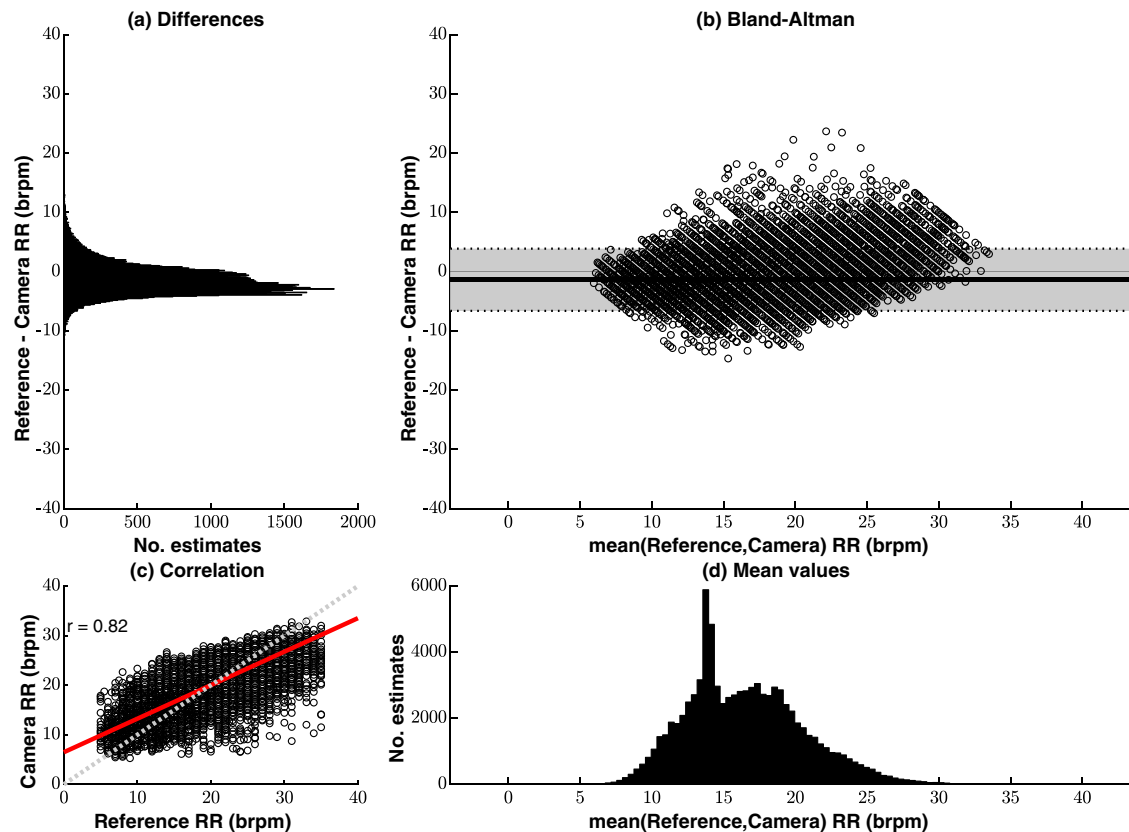 (a) Differences
40
30
20
10
0
-10
-20
-30
-40
Reference - Camera RR (brpm)
0 500 1000 1500 2000
No. estimates
(b) Bland-Altman
40
30
20
10
0
-10
-20
-30
-40
Reference - Camera RR (brpm)
0 5 10 15 20 25 30 35 40
mean(Reference,Camera) RR (brpm)
(c) Correlation
40
30
20
10
0
r = 0.82
Camera RR (brpm)
0 10 20 30 40
Reference RR (brpm)
(d) Mean values
6000
4000
2000
0
No. estimates
0 5 10 15 20 25 30 35 40
mean(Reference,Camera) RR (brpm)